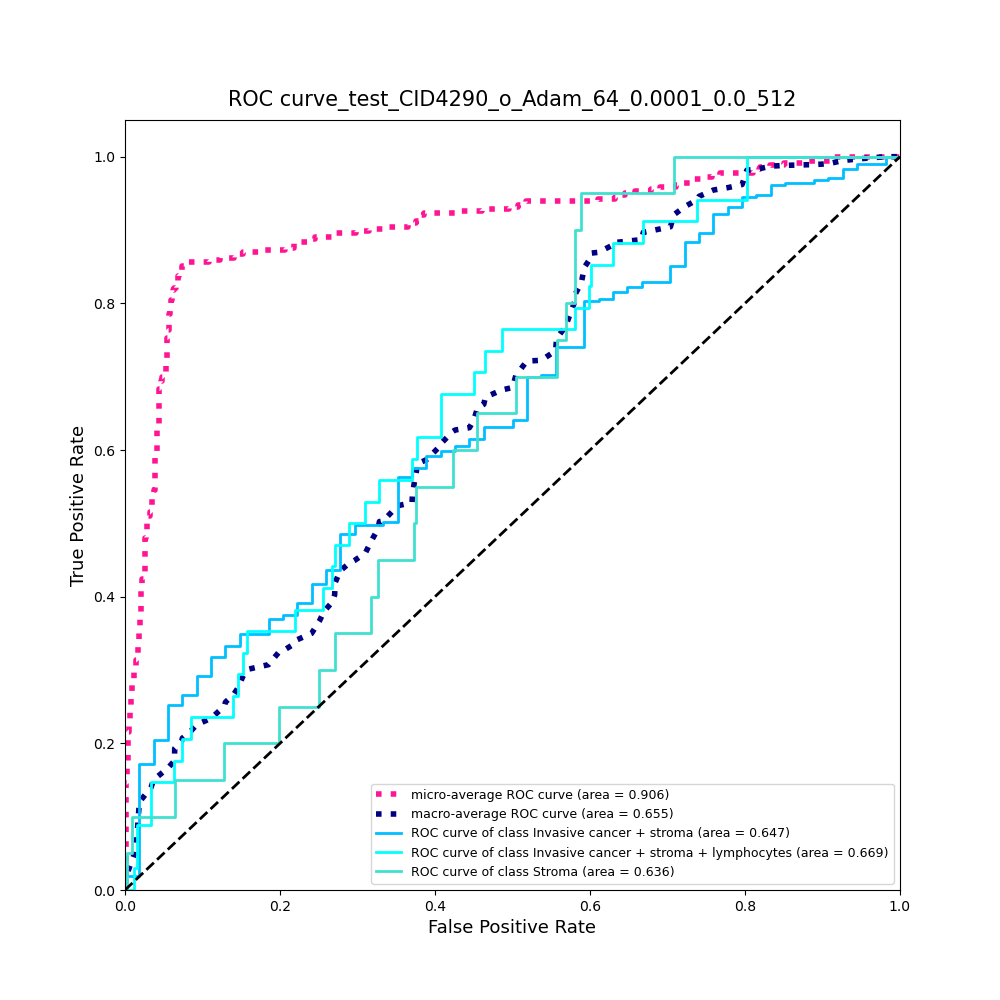 ROC curve_test_CID4290_o_Adam_64_0.0001_0.0_512
True Positive Rate
1.0
0.8
0.6
0.4
0.2
0.0
micro-average ROC curve (area = 0.906)
macro-average ROC curve (area = 0.655)
ROC curve of class Invasive cancer + stroma (area = 0.647)
ROC curve of class Invasive cancer + stroma + lymphocytes (area = 0.669)
ROC curve of class Stroma (area = 0.636)
0.0 0.2 0.4 0.6 0.8 1.0
False Positive Rate